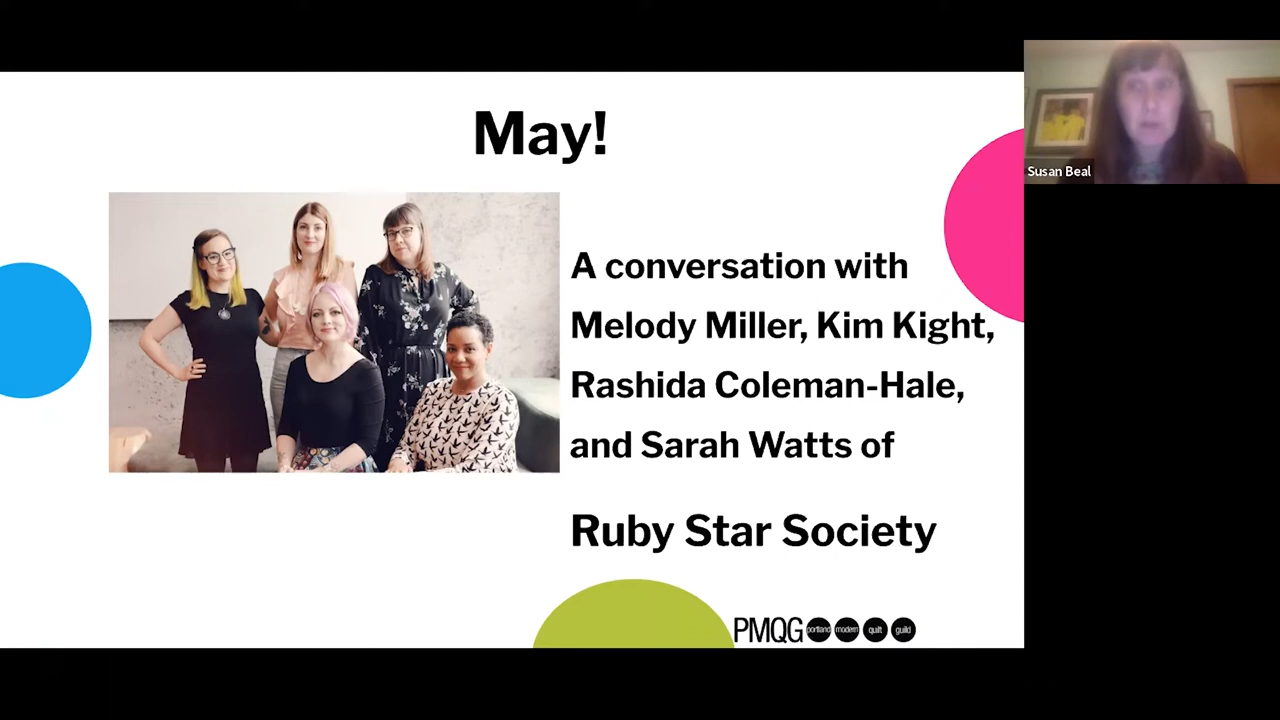 May!
Susan Beal
A conversation with
Melody Miller, Kim Kight,
Rashida Coleman-Hale,
and Sarah Watts of
Ruby Star Society
PMQG portland modern quilt guild